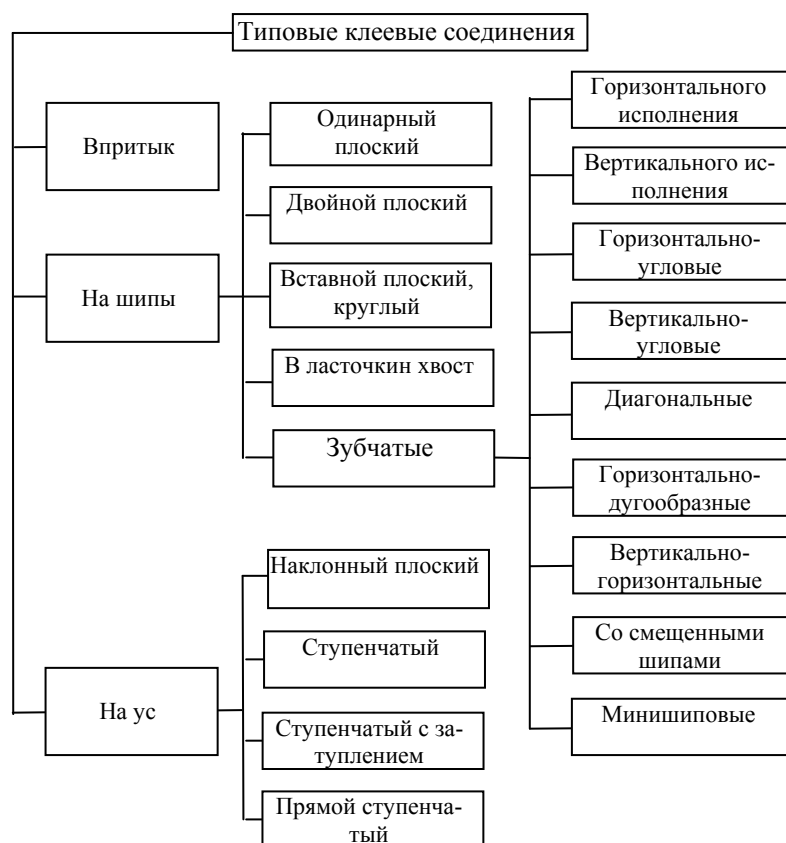 Типовые клеевые соединения
Впритык
На шипы
Одинарный
плоский
Двойной плоский
Вставной плоский,
круглый
В ласточкин хвост
Зубчатые
Горизонтального
исполнения
Вертикального ис-
полнения
Горизонтально-
угловые
Вертикально-
угловые
Диагональные
Горизонтально-
дугообразные
Вертикально-
горизонтальные
Со смещенными
шипами
Минишиповые
На ус
Наклонный плоский
Ступенчатый
Ступенчатый с за-
туплением
Прямой ступенча-
тый